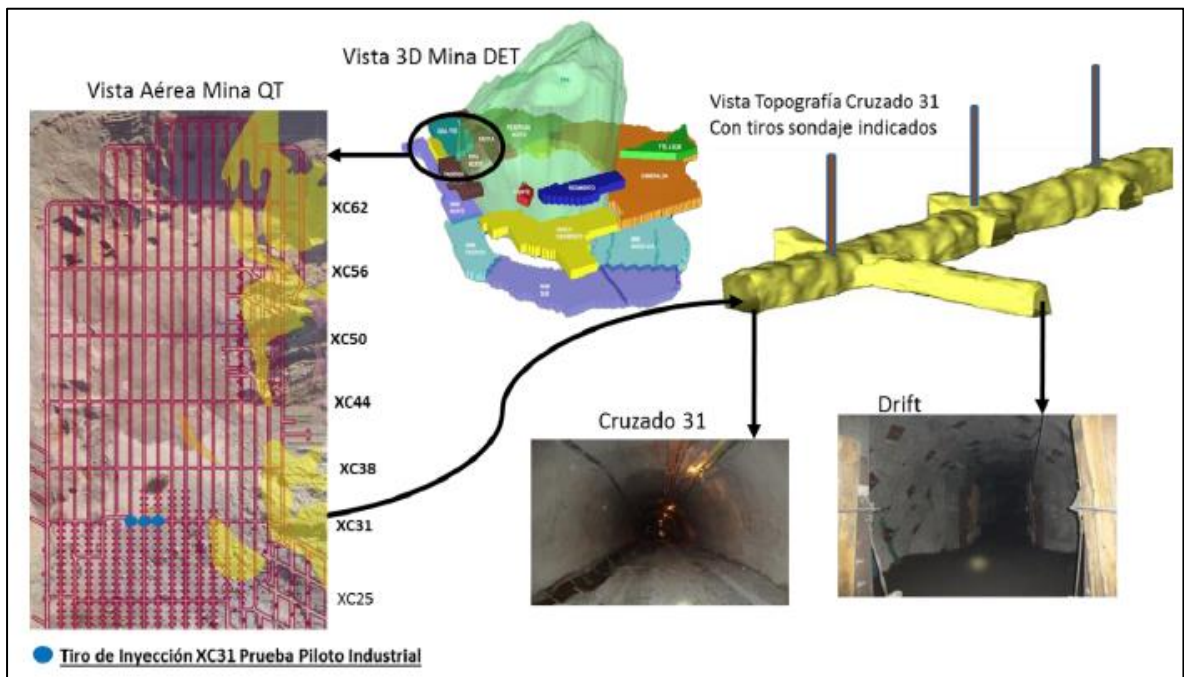 Vista 3D Mina DET
Vista Aérea Mina QT
Vista Topografía Cruzado 31
Con tiros sondaje indicados
XC62
XC56
XC50
XC44
XC38
XC31
XC25
ESMERALDA
Cruzado 31
Drift
Tiro de Inyección XC31 Prueba Piloto Industrial